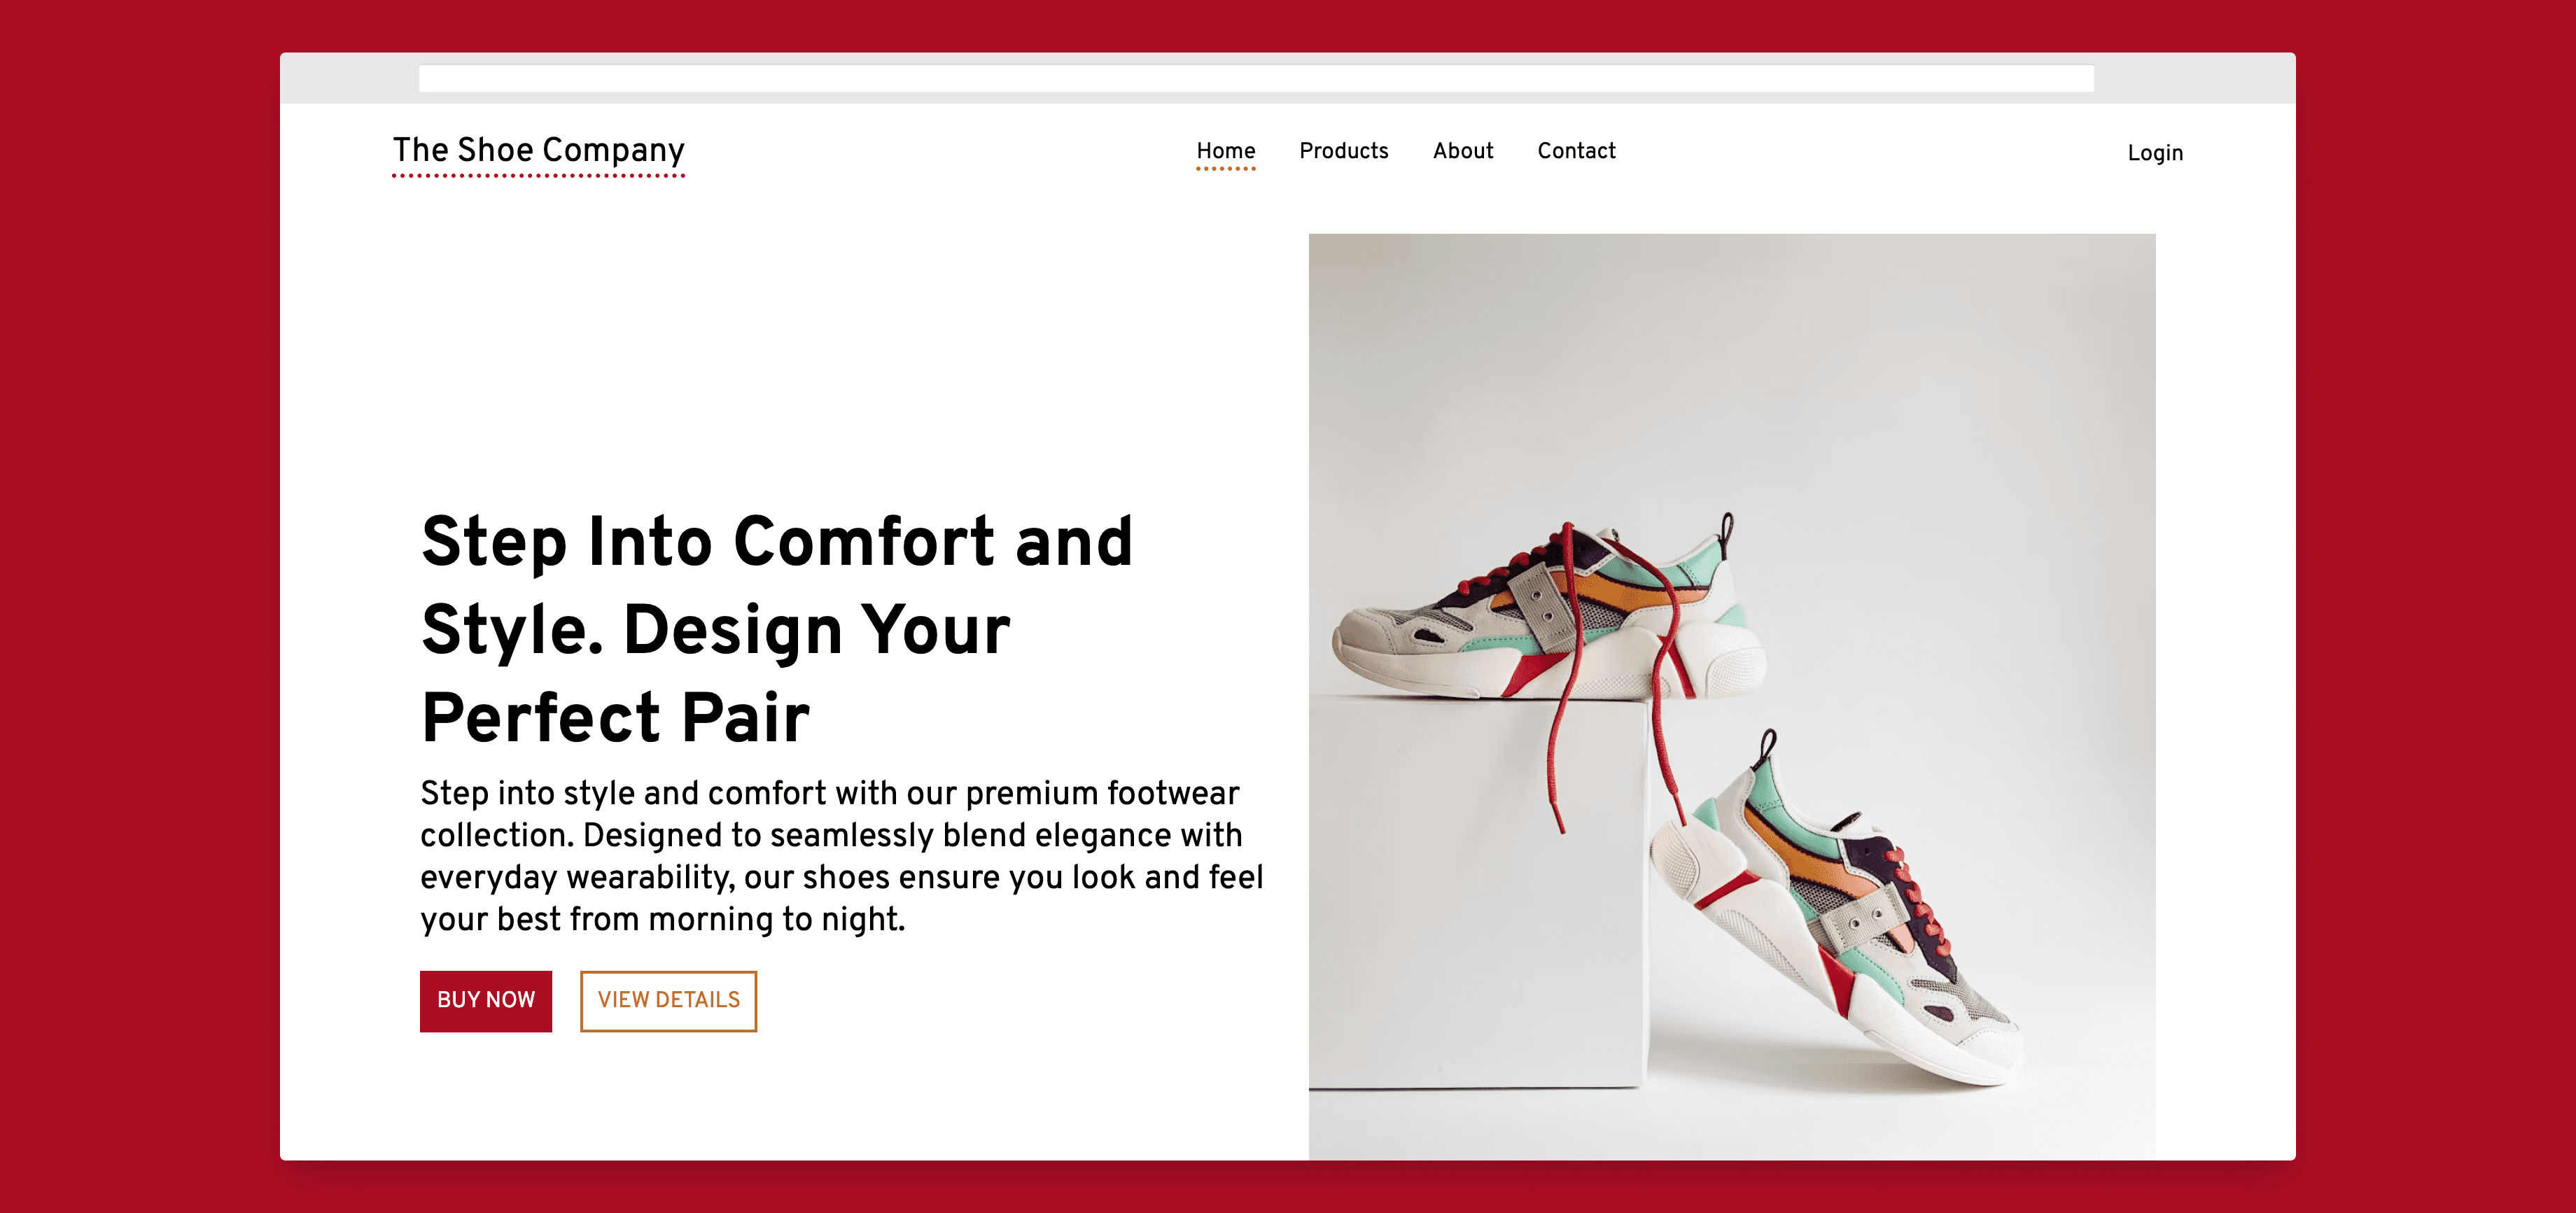 The Shoe Company
Home Products About Contact
Login
Step Into Comfort and
Style. Design Your
Perfect Pair
Step into style and comfort with our premium footwear
collection. Designed to seamlessly blend elegance with
everyday wearability, our shoes ensure you look and feel
your best from morning to night.
BUY NOW
VIEW DETAILS